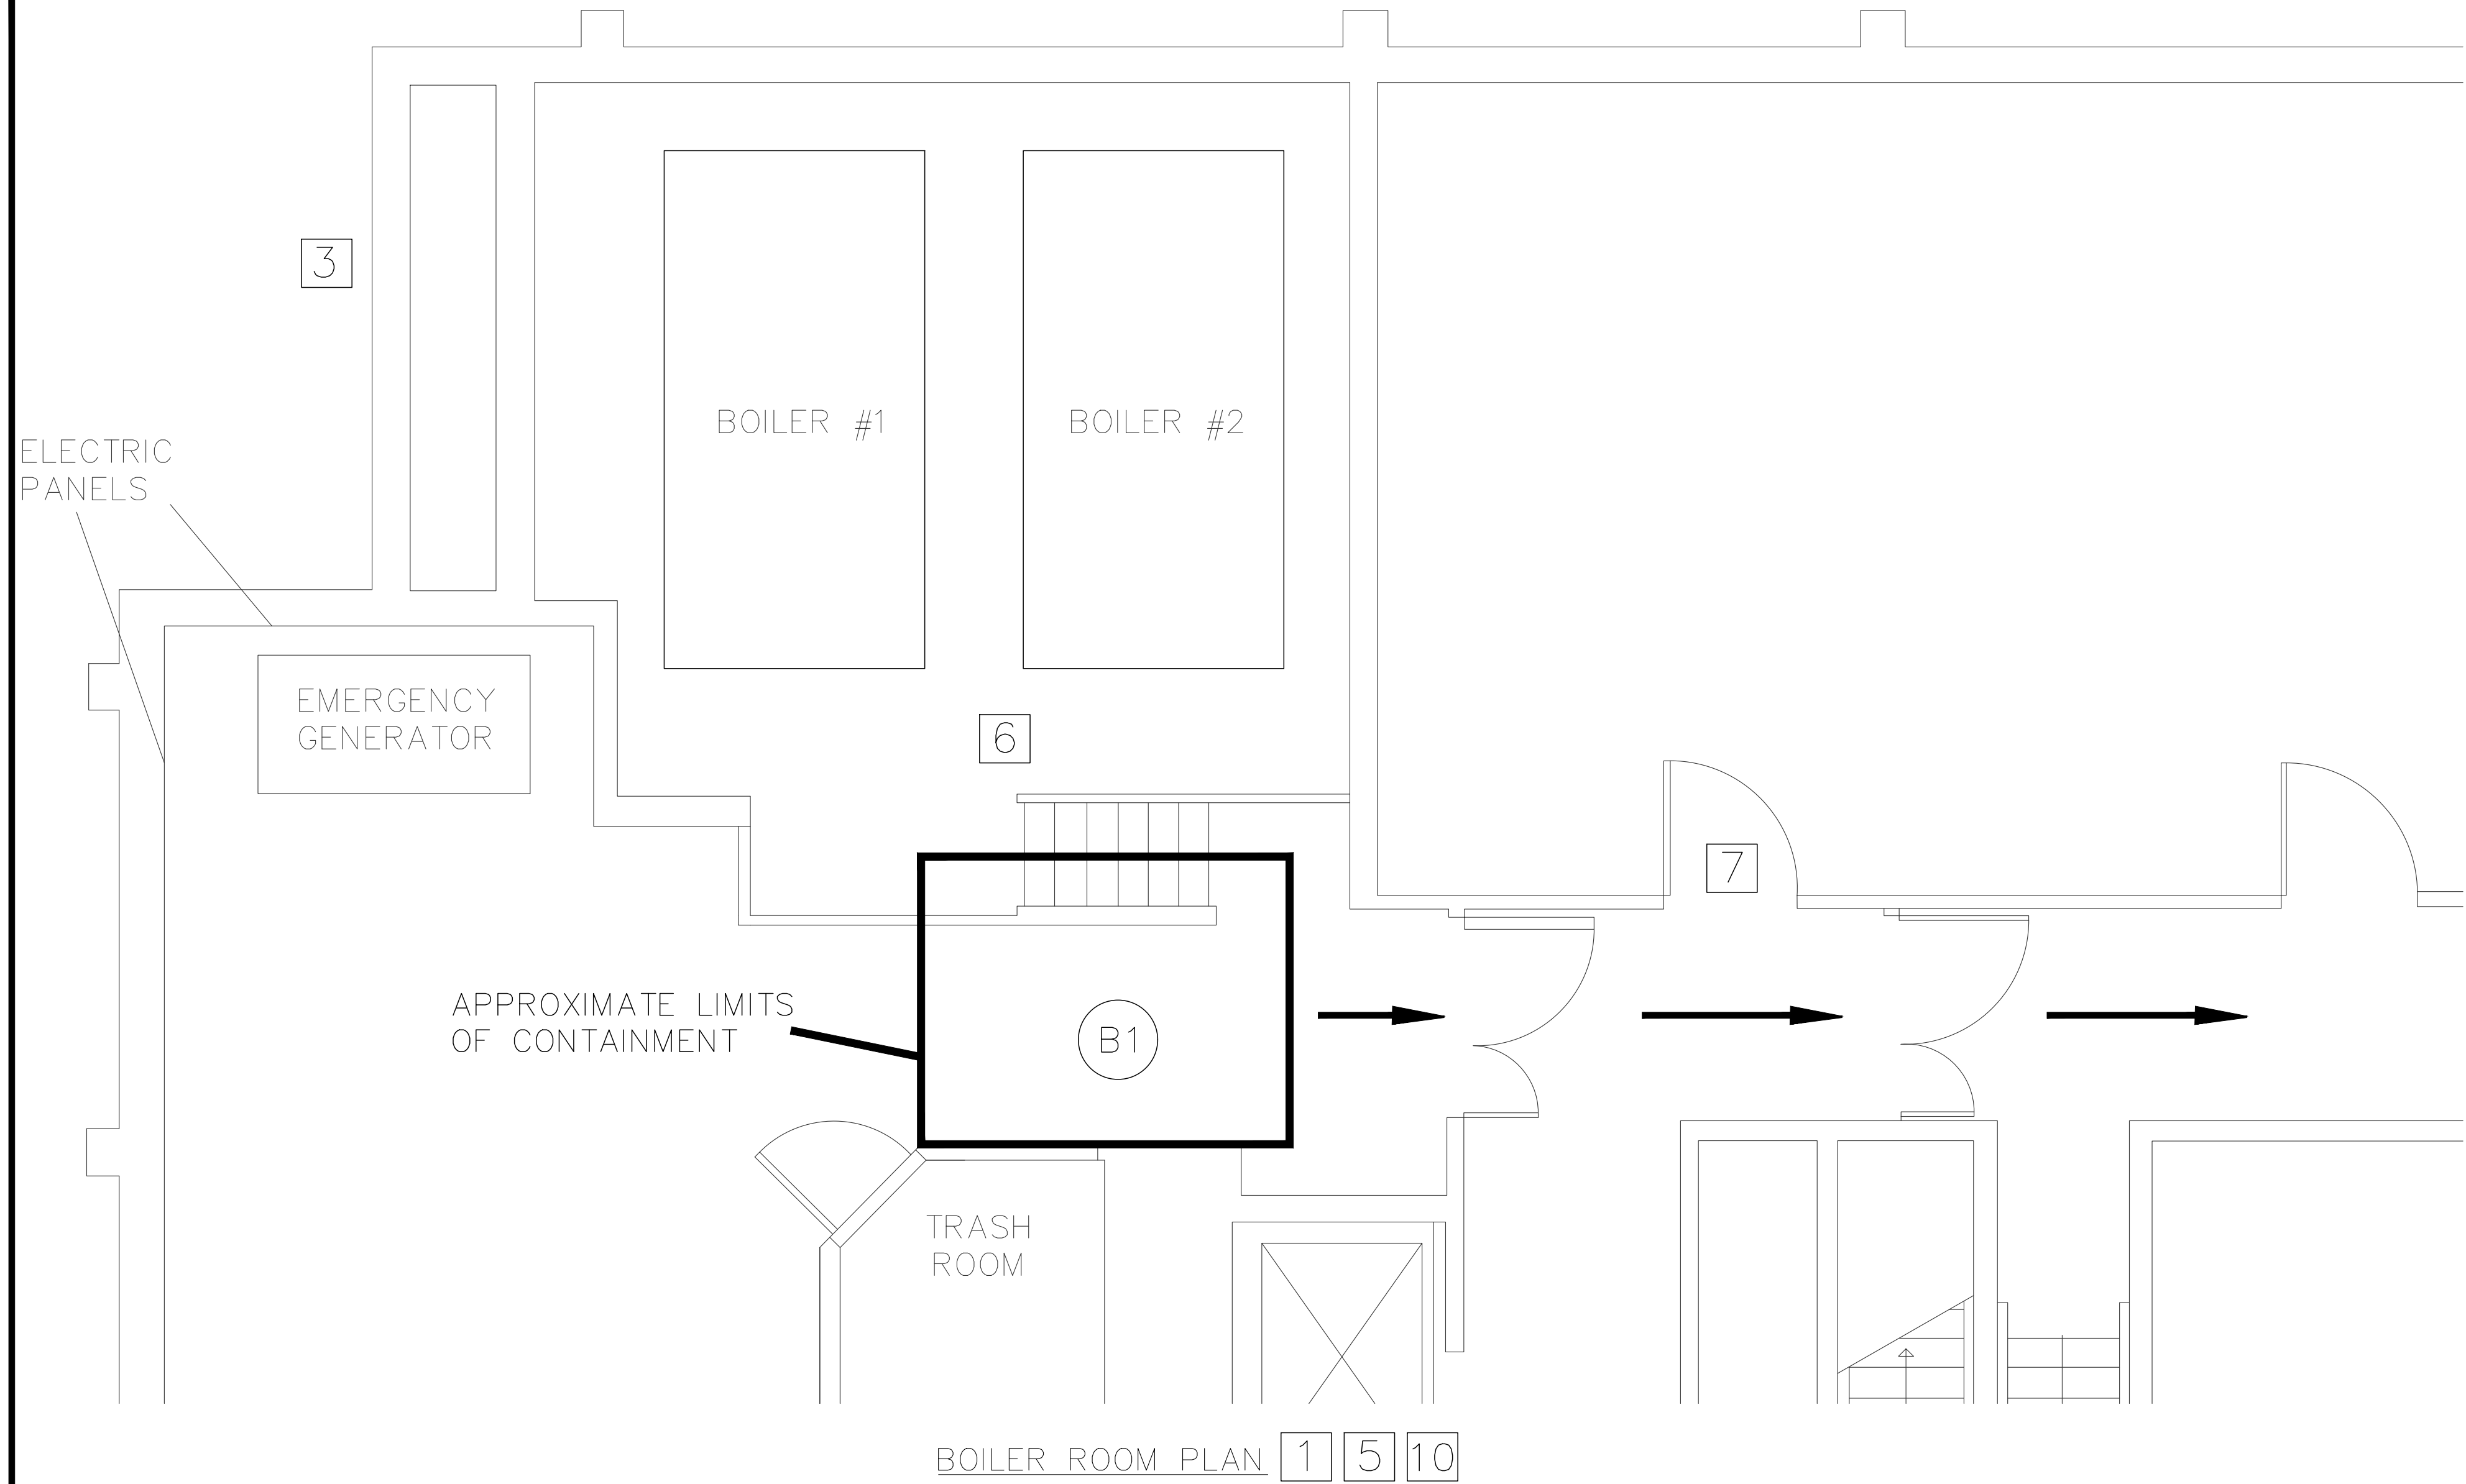 3
BOILER #1
BOILER #2
ELECTRIC
PANELS
EMERGENCY
GENERATOR
6
7
APPROXIMATE LIMITS
OF CONTAINMENT
B1
TRASH
ROOM
BOILER ROOM PLAN 1 5 10